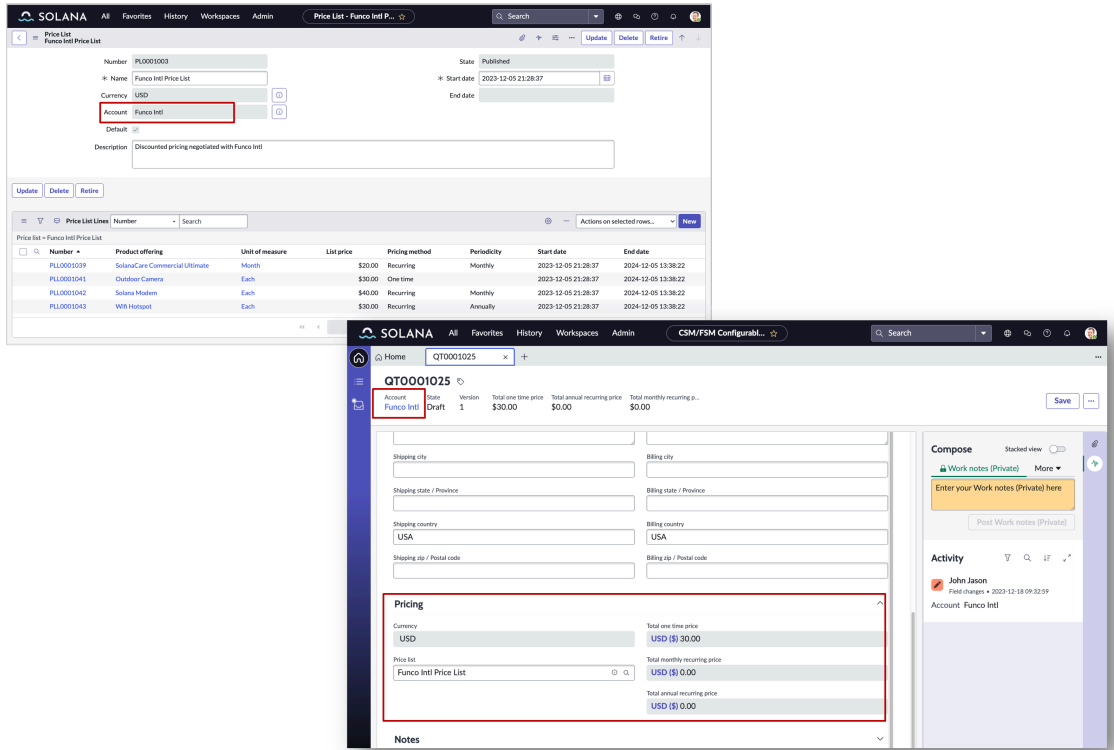 SOLANA All Favorites History Workspaces Admin Price List - Funco Intl P... Search
Price List
Funco Intl Price List
Update Delete Retire
Number PL0001003 State Published
Name Funco Intl Price List Start date 2023-12-05 21:28:37
Currency USD End date
Account Funco Intl
Default
Description Discounted pricing negotiated with Funco Intl
Update Delete Retire
Price List Lines Number Search Actions on selected rows... New
Price list = Funco Intl Price List
Number Product offering Unit of measure List price Pricing method Periodicity Start date End date
PLL0001039 SolanaCare Commercial Ultimate Month $20.00 Recurring Monthly 2023-12-05 21:28:37 2024-12-05 13:38:22
PLL0001041 Outdoor Camera Each $30.00 One time 2023-12-05 21:28:37 2024-12-05 13:38:22
PLL0001042 Solana Modem Each $40.00 Recurring Monthly 2023-12-05 21:28:37 2024-12-05 13:38:22
PLL0001043 Wifi Hotspot Each $30.00 Recurring Annually 2023-12-05 21:28:37 2024-12-05 13:38:22
SOLANA All Favorites History Workspaces Admin CSM/FSM Configurabl... Search
Home QT0001025
QT0001025
Account State Version Total one time price Total annual recurring price Total monthly recurring p...
Funco Intl Draft 1 $30.00 $0.00 $0.00
Save
Shipping city Billing city
Shipping state / Province Billing state / Province
Shipping country Billing country
USA USA
Shipping zip / Postal code Billing zip / Postal code
Pricing
Currency Total one time price
USD USD ($) 30.00
Price list Total monthly recurring price
Funco Intl Price List USD ($) 0.00
Total annual recurring price
USD ($) 0.00
Notes
Compose Stacked view
Work notes (Private) More
Enter your Work notes (Private) here
Post Work notes (Private)
Activity
John Jason
Field changes • 2023-12-18 09:32:59
Account Funco Intl